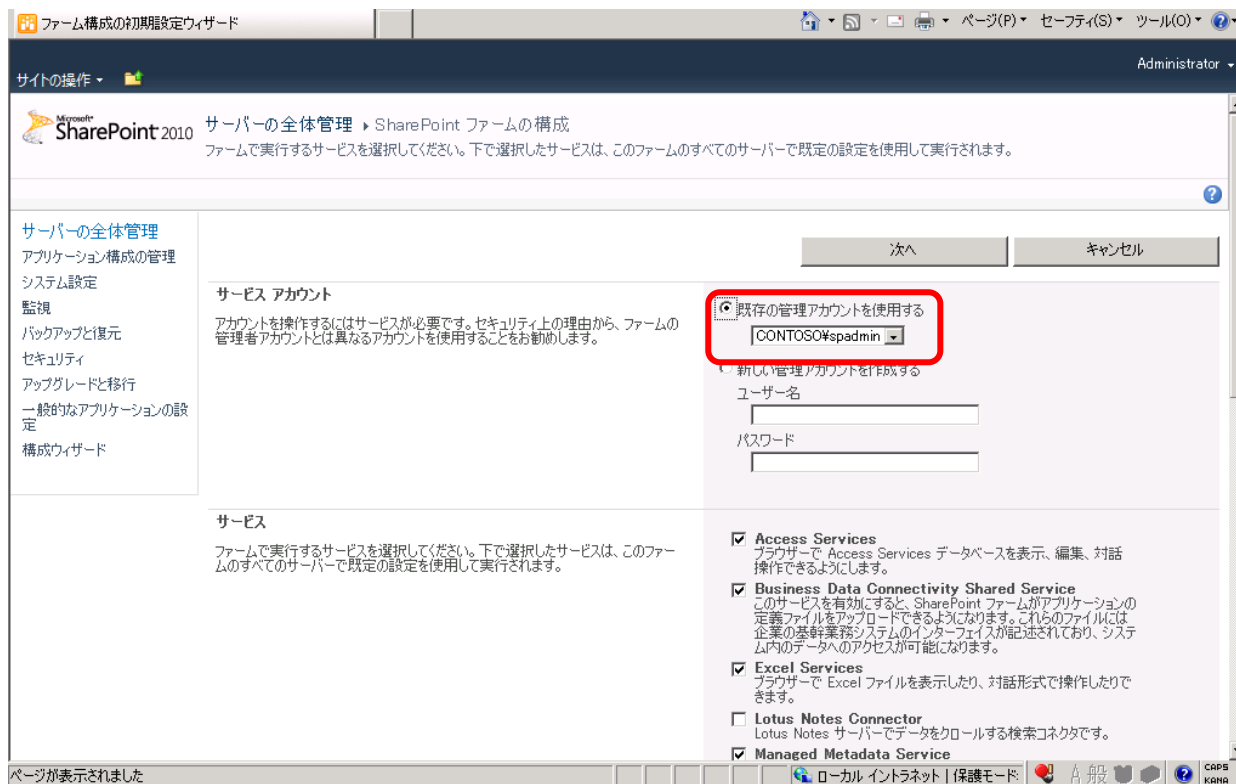 ファーム構成の初期設定ウィザード
ページ(P) セーフティ(S) ツール(O)
Administrator
サイトの操作
Microsoft
SharePoint 2010
サーバーの全体管理 ▸ SharePoint ファームの構成
ファームで実行するサービスを選択してください。下で選択したサービスは、このファームのすべてのサーバーで既定の設定を使用して実行されます。
サーバーの全体管理
アプリケーション構成の管理
システム設定
監視
バックアップと復元
セキュリティ
アップグレードと移行
一般的なアプリケーションの設
定
構成ウィザード
次へ
キャンセル
サービス アカウント
アカウントを操作するにはサービスが必要です。セキュリティ上の理由から、ファームの
管理者アカウントとは異なるアカウントを使用することをお勧めします。
既存の管理アカウントを使用する
CONTOSO¥spadmin
新しい管理アカウントを作成する
ユーザー名
パスワード
サービス
ファームで実行するサービスを選択してください。下で選択したサービスは、このファー
ムのすべてのサーバーで既定の設定を使用して実行されます。
Access Services
ブラウザーで Access Services データベースを表示、編集、対話
操作できるようにします。
Business Data Connectivity Shared Service
このサービスを有効にすると、SharePoint ファームがアプリケーションの
定義ファイルをアップロードできるようになります。これらのファイルには
企業の基幹業務システムのインターフェイスが記述されており、システ
ム内のデータへのアクセスが可能になります。
Excel Services
ブラウザーで Excel ファイルを表示したり、対話形式で操作したりで
きます。
Lotus Notes Connector
Lotus Notes サーバーでデータをクロールする検索コネクタです。
Managed Metadata Service
ページが表示されました
ローカル イントラネット | 保護モード:
A 般
CAPS
KANA